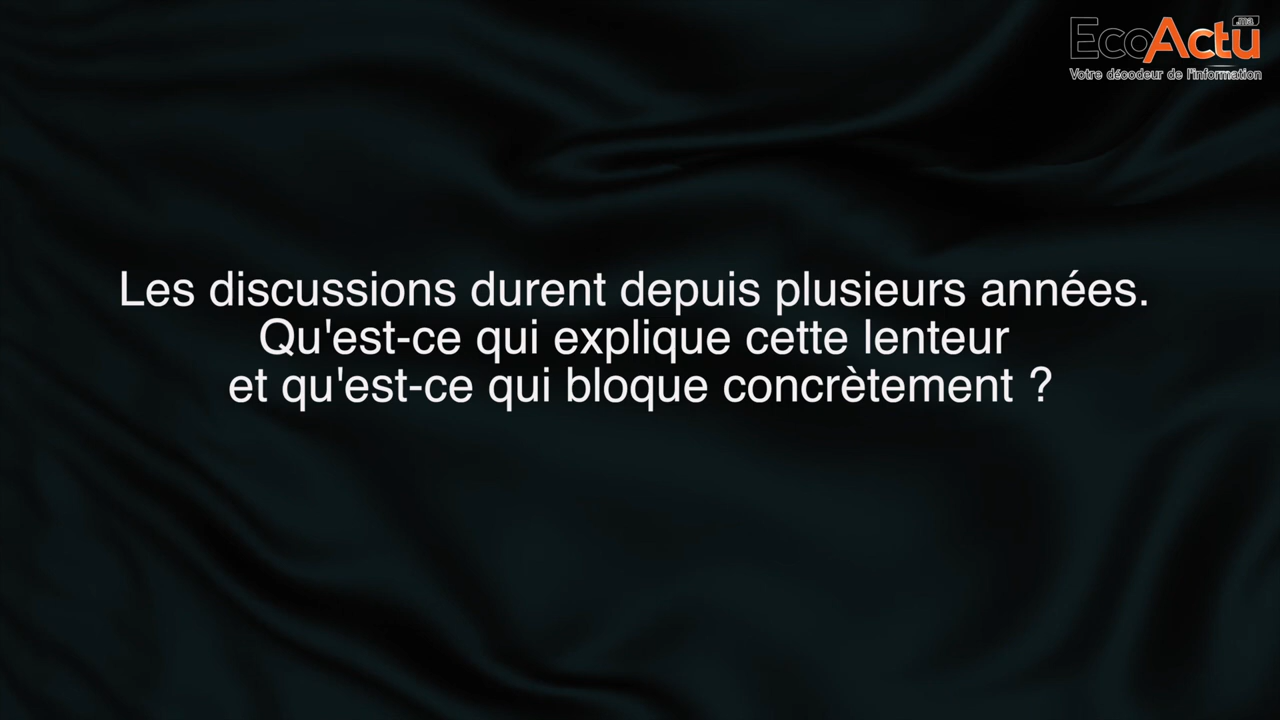 EcoActu
.ma
Votre décodeur de l'information
Les discussions durent depuis plusieurs années.
Qu'est-ce qui explique cette lenteur
et qu'est-ce qui bloque concrètement ?